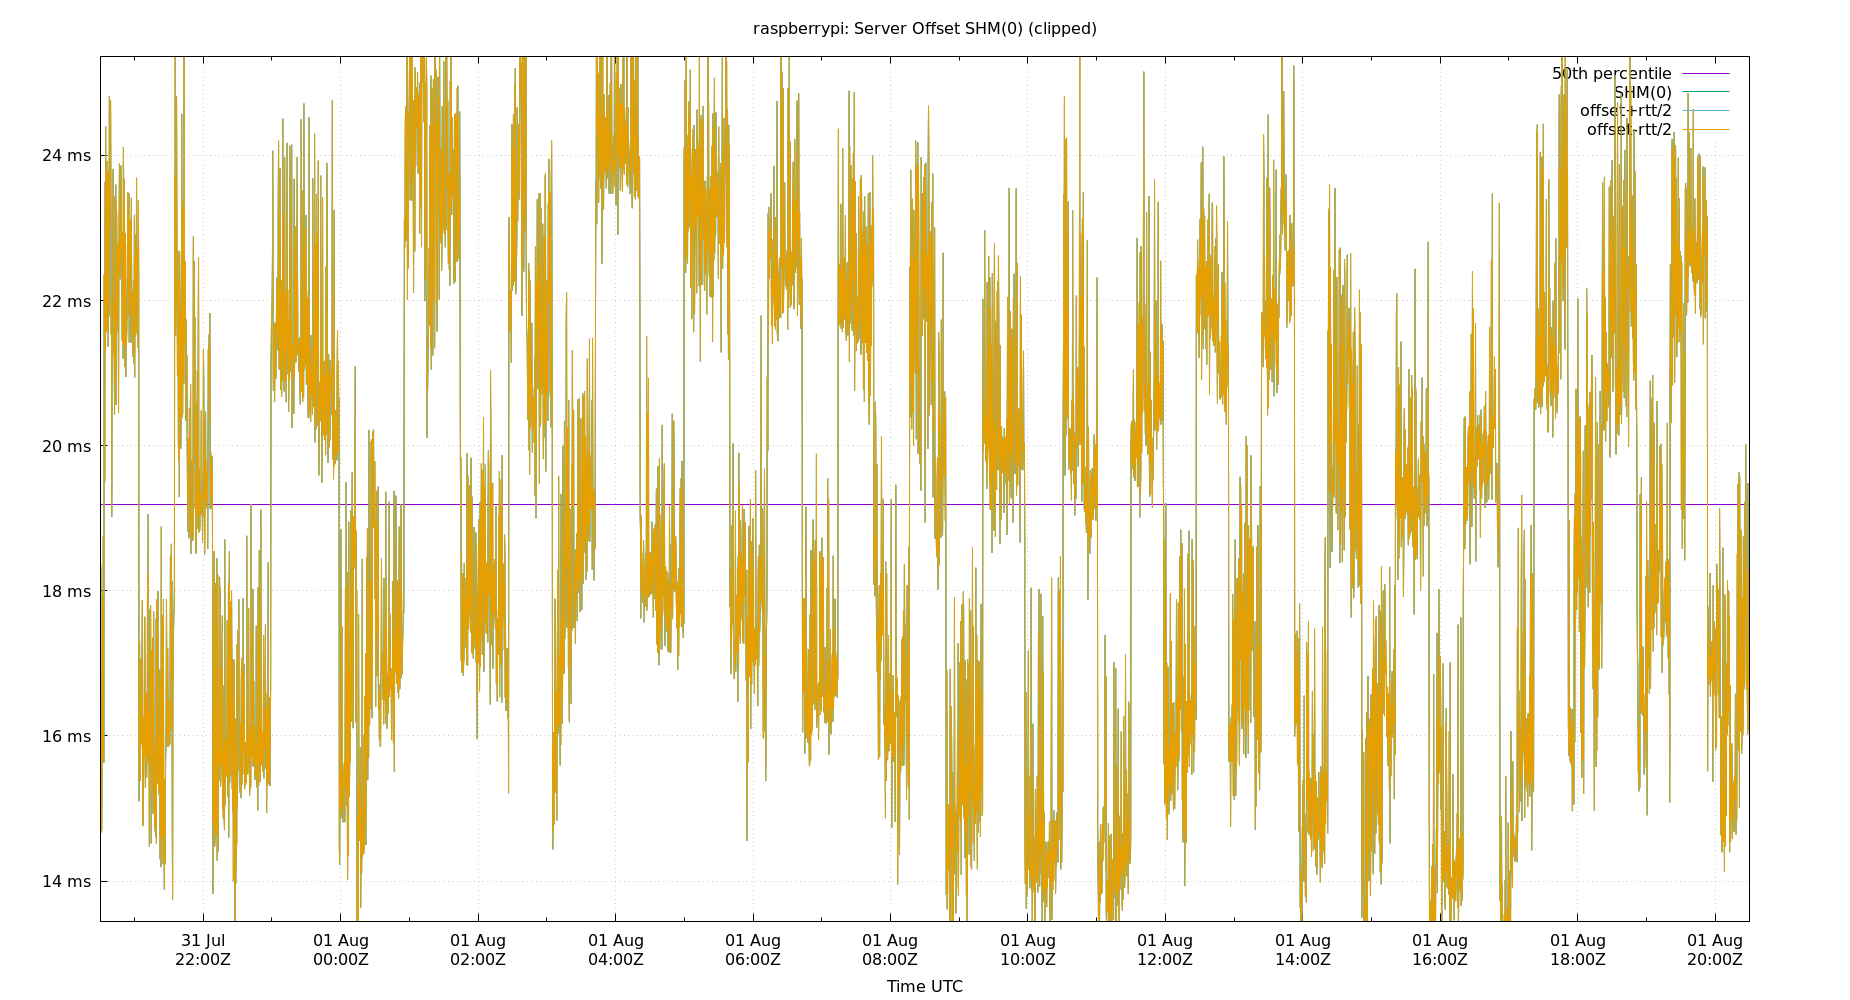 raspberrypi: Server Offset SHM(0) (clipped)
50th percentile
SHM(0)
offset+rtt/2
offset-rtt/2
24 ms
22 ms
20 ms
18 ms
16 ms
14 ms
31 Jul 01 Aug 01 Aug 01 Aug 01 Aug 01 Aug 01 Aug 01 Aug 01 Aug 01 Aug 01 Aug 01 Aug
22:00Z 00:00Z 02:00Z 04:00Z 06:00Z 08:00Z 10:00Z 12:00Z 14:00Z 16:00Z 18:00Z 20:00Z
Time UTC